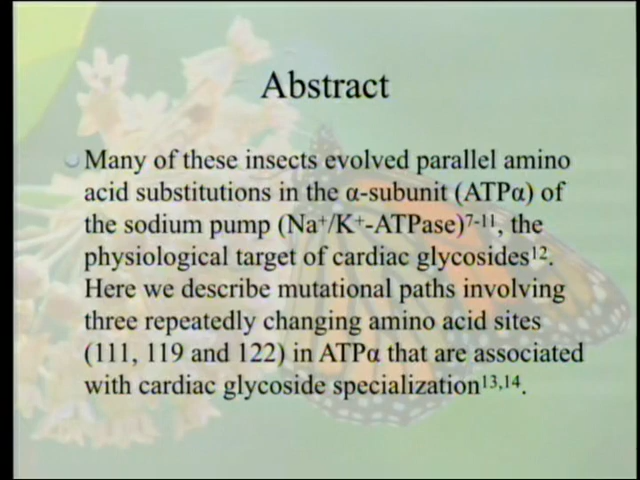 Abstract
Many of these insects evolved parallel amino
acid substitutions in the α-subunit (ATPα) of
the sodium pump (Na⁺/K⁺-ATPase)⁷⁻¹¹, the
physiological target of cardiac glycosides¹².
Here we describe mutational paths involving
three repeatedly changing amino acid sites
(111, 119 and 122) in ATPα that are associated
with cardiac glycoside specialization¹³,¹⁴.